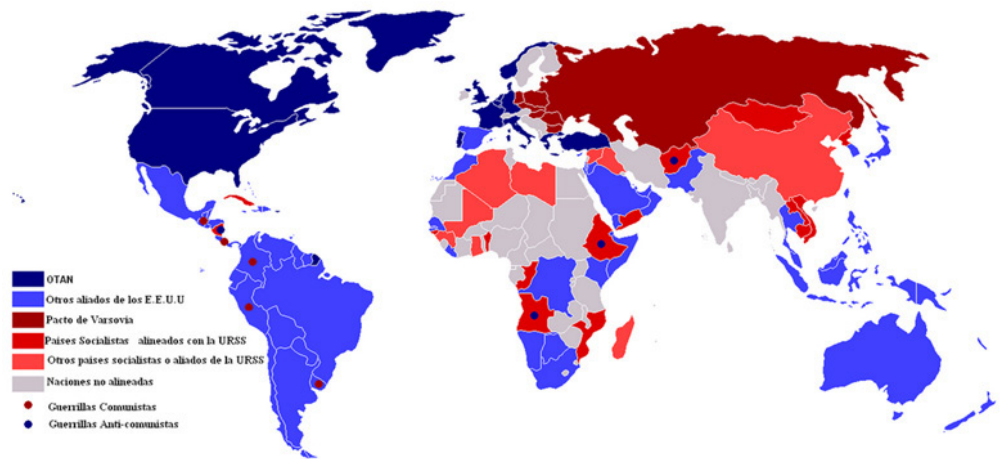 OTAN
Otros aliados de los E.E.U.U
Pacto de Varsovia
Países Socialistas alineados con la URSS
Otros países socialistas o aliados de la URSS
Naciones no alineadas
Guerrillas Comunistas
Guerrillas Anti-comunistas